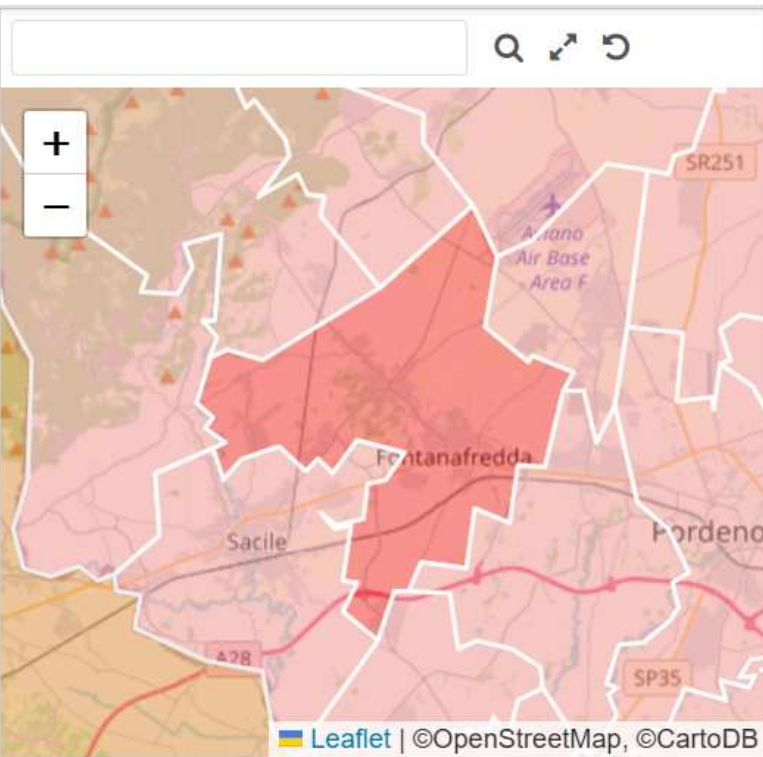 +
−
SR251
Aviano
Air Base
- Area F
Fontanafredda
Sacile
Pordeno
A28
SP35
Leaflet | ©OpenStreetMap, ©CartoDB